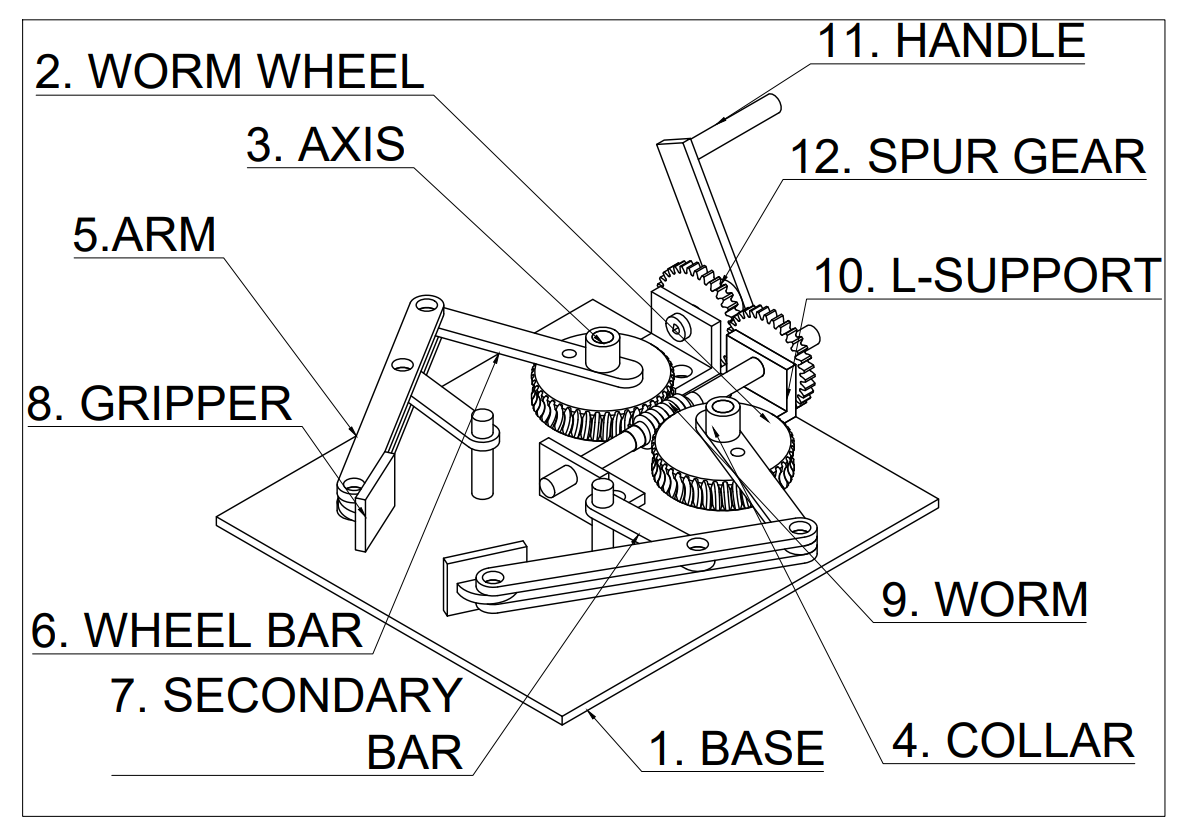 11. HANDLE
2. WORM WHEEL
3. AXIS
12. SPUR GEAR
5.ARM
10. L-SUPPORT
8. GRIPPER
9. WORM
6. WHEEL BAR
7. SECONDARY
BAR
1. BASE
4. COLLAR